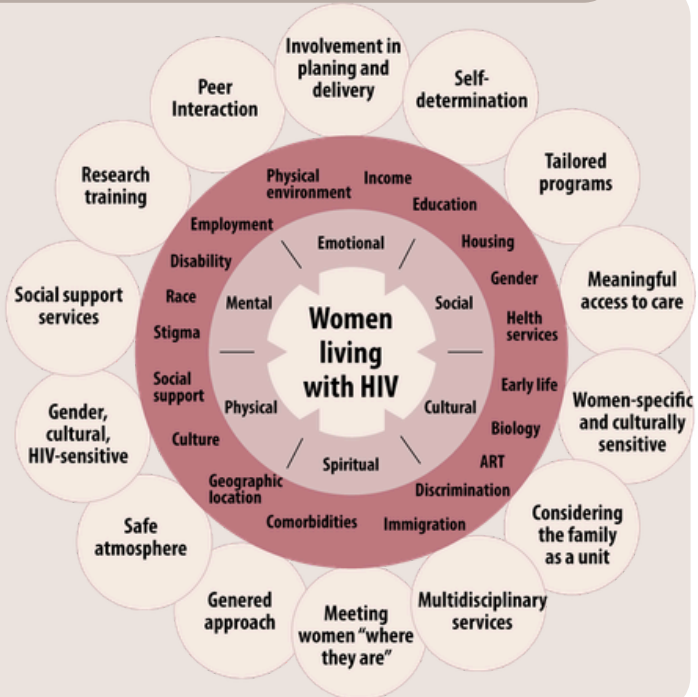 Involvement in
planing and
delivery
Self-
determination
Tailored
programs
Meaningful
access to care
Women-specific
and culturally
sensitive
Considering
the family
as a unit
Multidisciplinary
services
Meeting
women “where
they are”
Genered
approach
Safe
atmosphere
Gender,
cultural,
HIV-sensitive
Social support
services
Research
training
Peer
Interaction
Physical
environment
Income
Education
Housing
Gender
Helth
services
Early life
Biology
ART
Discrimination
Immigration
Comorbidities
Geographic
location
Culture
Social
support
Stigma
Race
Disability
Employment
Emotional
Social
Cultural
Spiritual
Physical
Mental
Women
living
with HIV